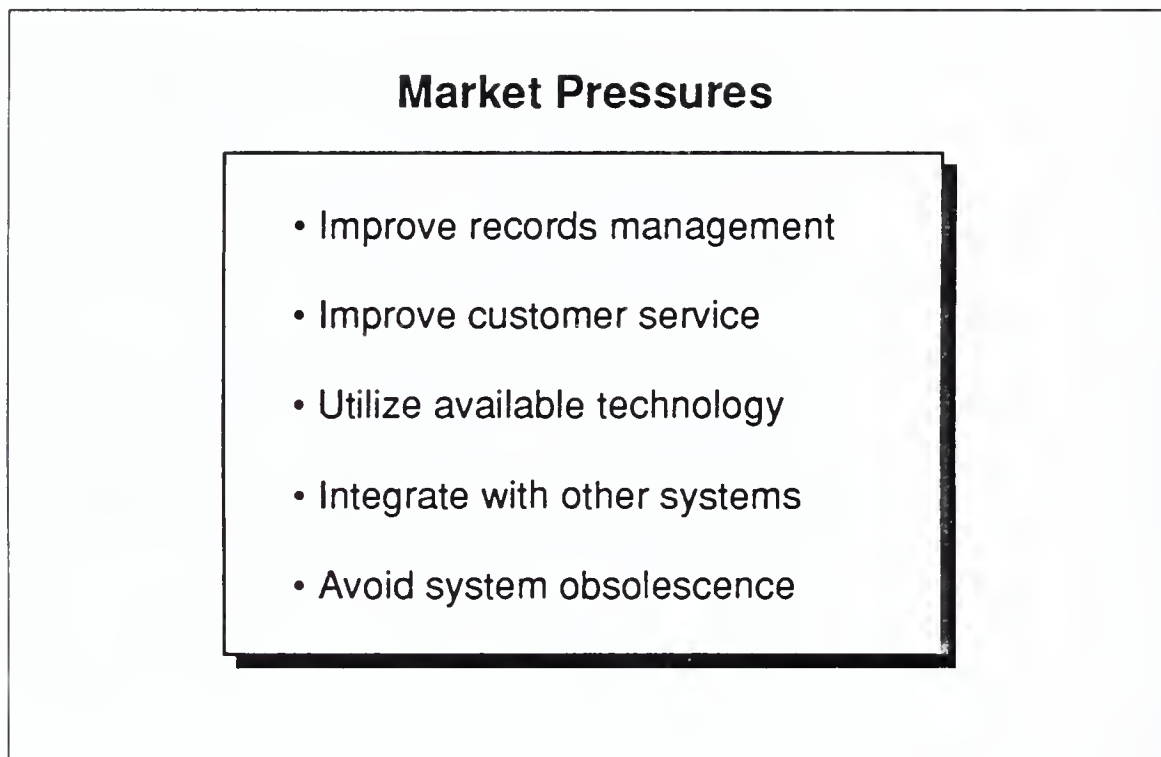 Market Pressures
• Improve records management
• Improve customer service
• Utilize available technology
• Integrate with other systems
• Avoid system obsolescence